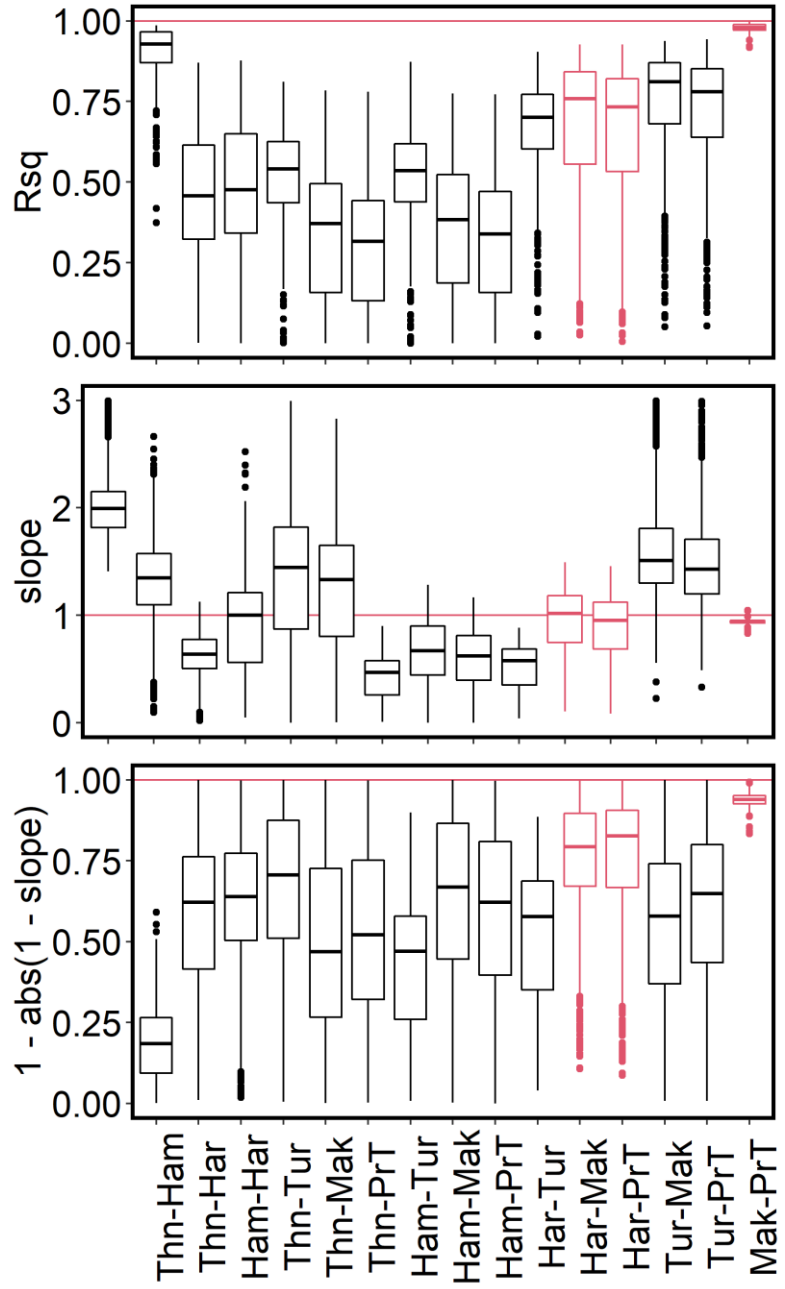 Rsq
1.00
0.75
0.50
0.25
0.00
slope
3
2
1
0
1 - abs(1 - slope)
1.00
0.75
0.50
0.25
0.00
Thn-Ham
Thn-Har
Ham-Har
Thn-Tur
Thn-Mak
Thn-PrT
Ham-Tur
Ham-Mak
Ham-PrT
Har-Tur
Har-Mak
Har-PrT
Tur-Mak
Tur-PrT
Mak-PrT